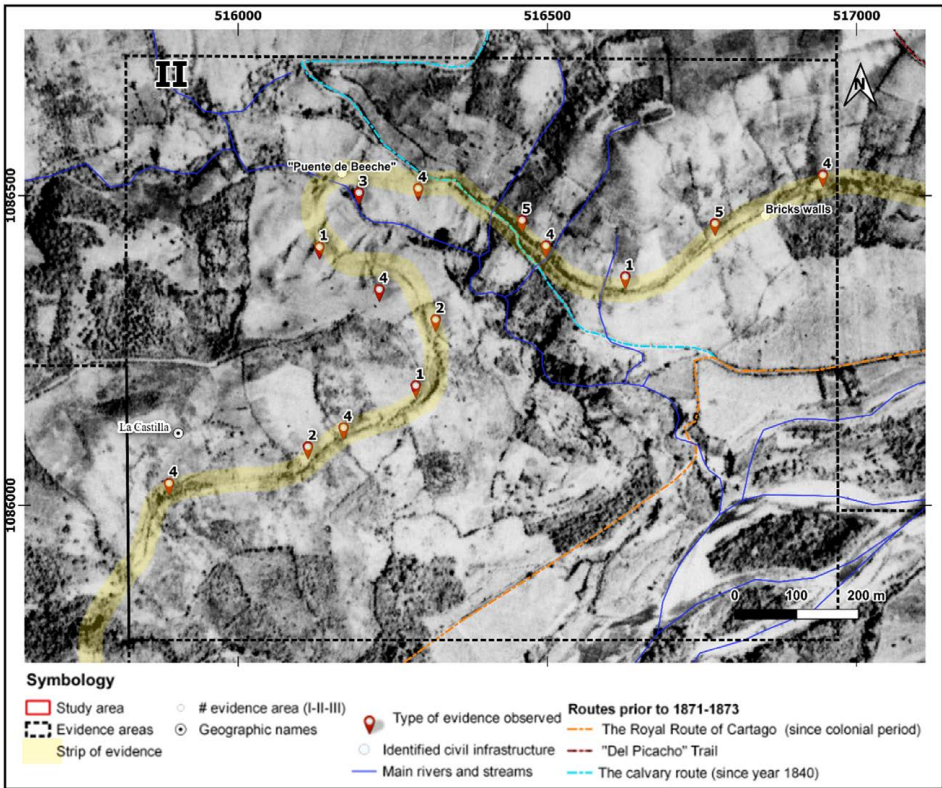 516000 516500 517000
II
N
"Puente de Beeche"
3
4
4
1086500
5
5
Bricks walls
4
1
1
4
2
1
La Castilla
4
2
4
1086000
0 100 200 m
Symbology
Study area
Evidence areas
Strip of evidence
# evidence area (I-II-III)
Geographic names
Type of evidence observed
Identified civil infrastructure
Main rivers and streams
Routes prior to 1871-1873
The Royal Route of Cartago (since colonial period)
"Del Picacho" Trail
The calvary route (since year 1840)